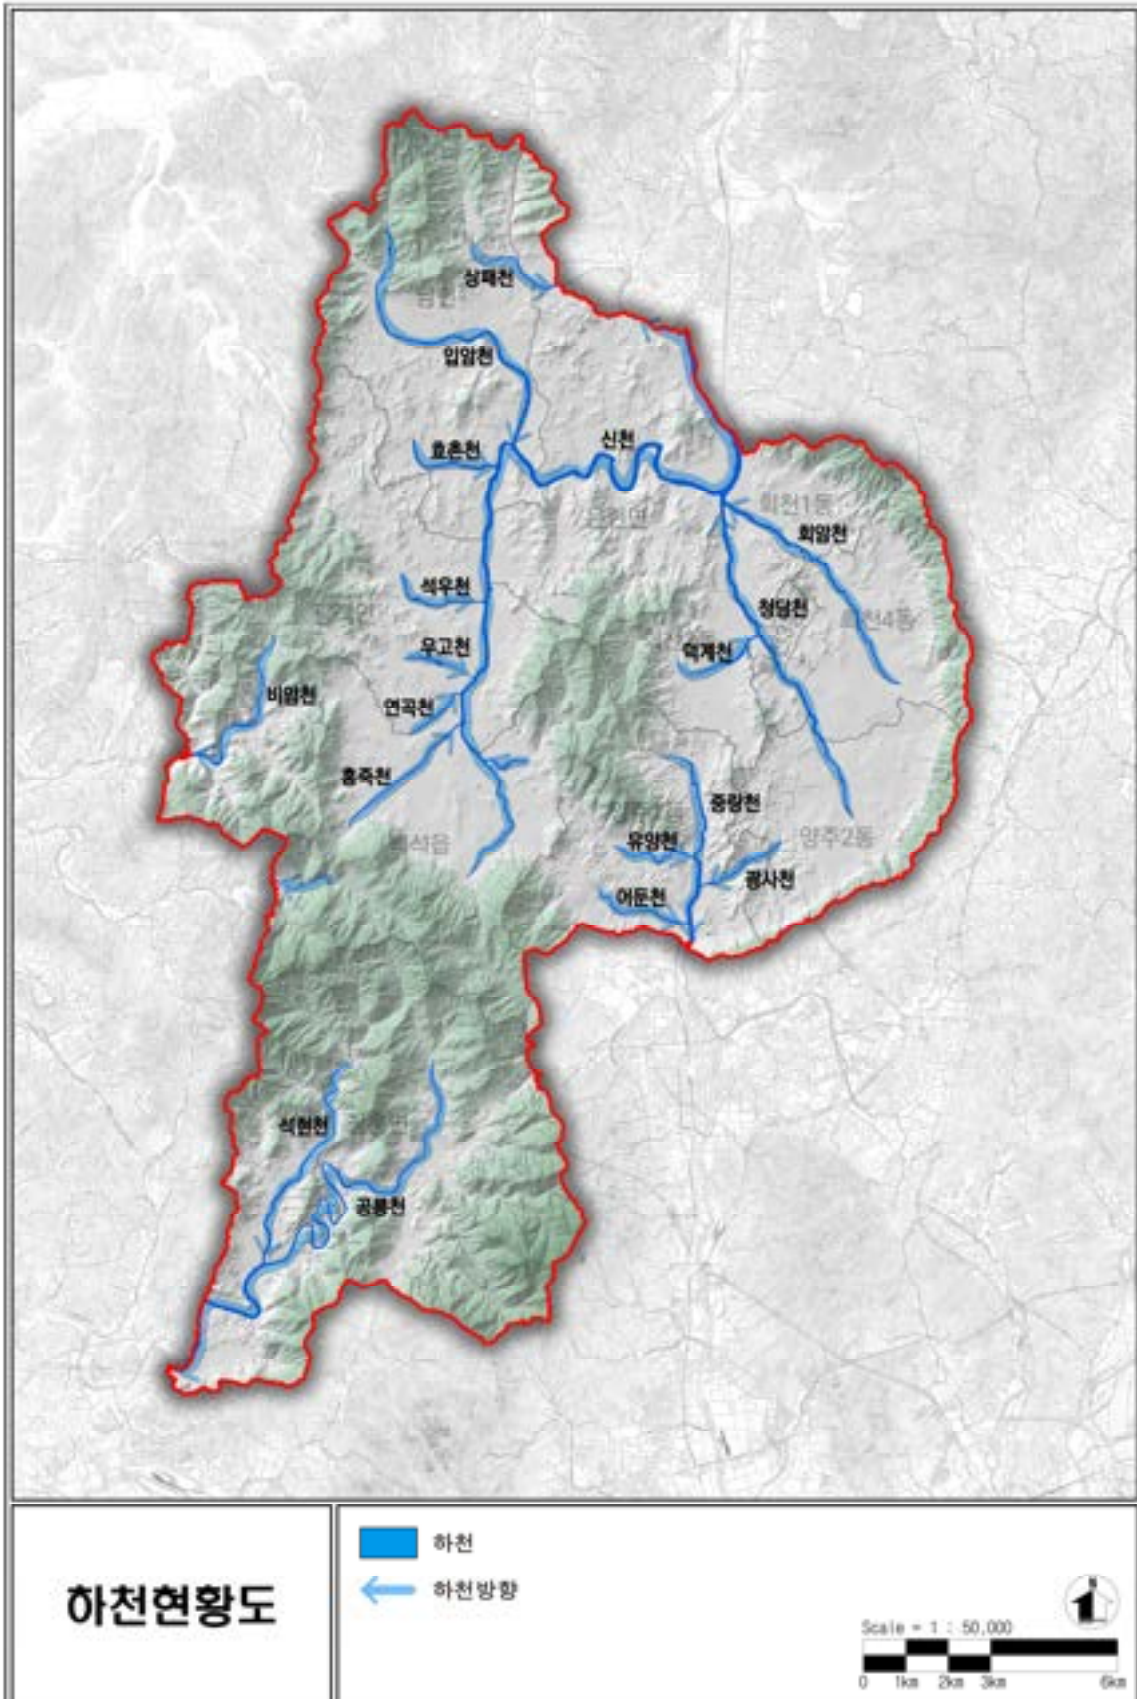 상패천
입암천
신천
효촌천
회천1동
회암천
석우천
청담천
회천4동
우고천
덕계천
비암천
연곡천
홍죽천
중랑천
양주2동
유양천
광사천
어둔천
석현천
공릉천
하천현황도
하천
하천방향
N
Scale = 1 : 50,000
0 1km 2km 3km 6km